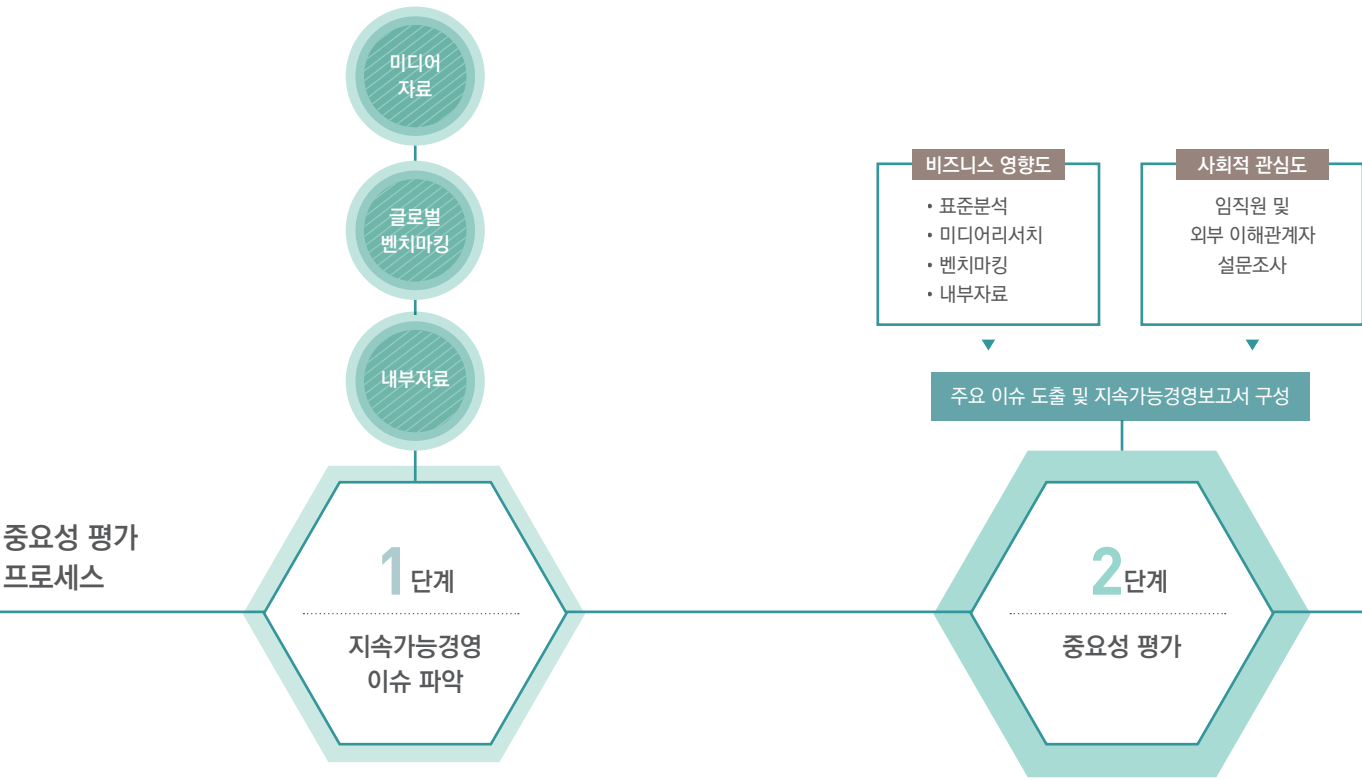 미디어
자료
글로벌
벤치마킹
내부자료
비즈니스 영향도
• 표준분석
• 미디어리서치
• 벤치마킹
• 내부자료
사회적 관심도
임직원 및
외부 이해관계자
설문조사
주요 이슈 도출 및 지속가능경영보고서 구성
중요성 평가
프로세스
1 단계
지속가능경영
이슈 파악
2단계
중요성 평가